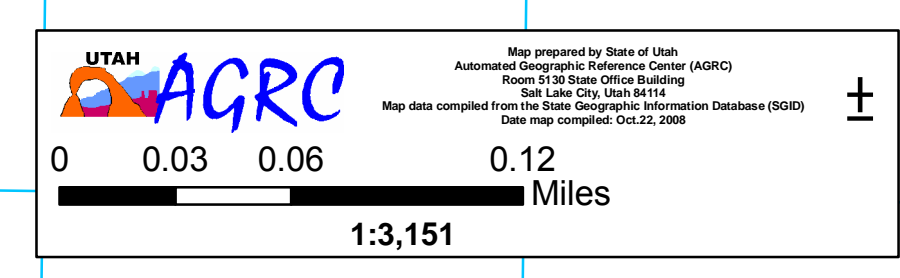 UTAH
AGRC
Map prepared by State of Utah
Automated Geographic Reference Center (AGRC)
Room 5130 State Office Building
Salt Lake City, Utah 84114
Map data compiled from the State Geographic Information Database (SGID)
Date map compiled: Oct.22, 2008
±
0 0.03 0.06 0.12
Miles
1:3,151